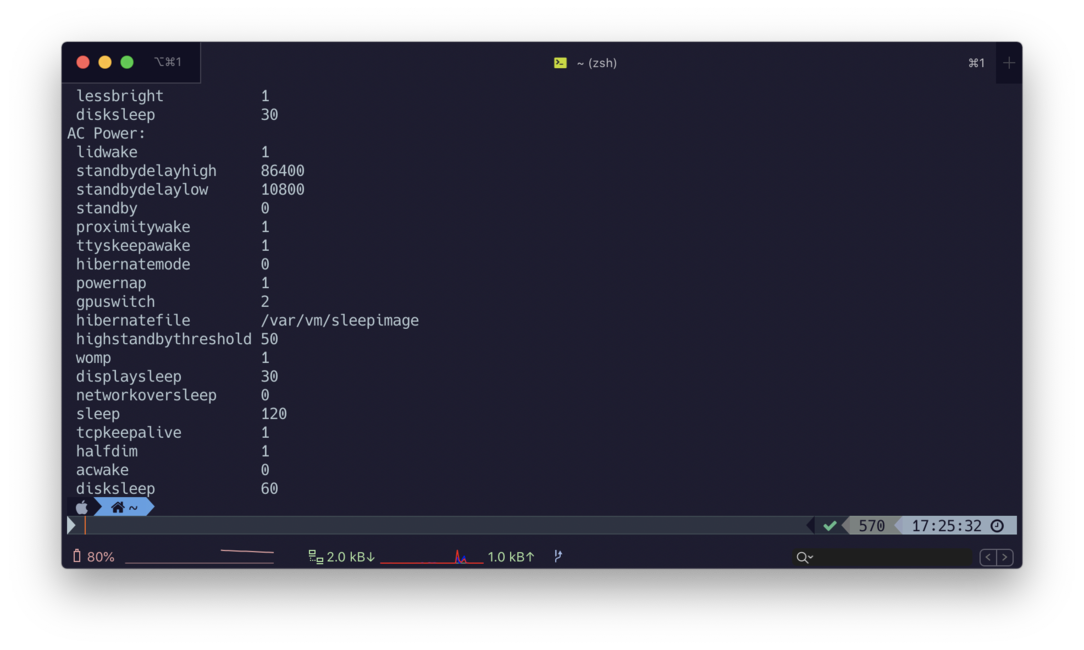 ⌥⌘1 ~ (zsh) ⌘1
lessbright 1
disksleep 30
AC Power:
lidwake 1
standbydelayhigh 86400
standbydelaylow 10800
standby 0
proximitywake 1
ttyskeepawake 1
hibernatemode 0
powernap 1
gpuswitch 2
hibernatefile /var/vm/sleepimage
highstandbythreshold 50
womp 1
displaysleep 30
networkoversleep 0
sleep 120
tcpkeepalive 1
halfdim 1
acwake 0
disksleep 60
~
570 17:25:32
80% 2.0 kB↓ 1.0 kB↑